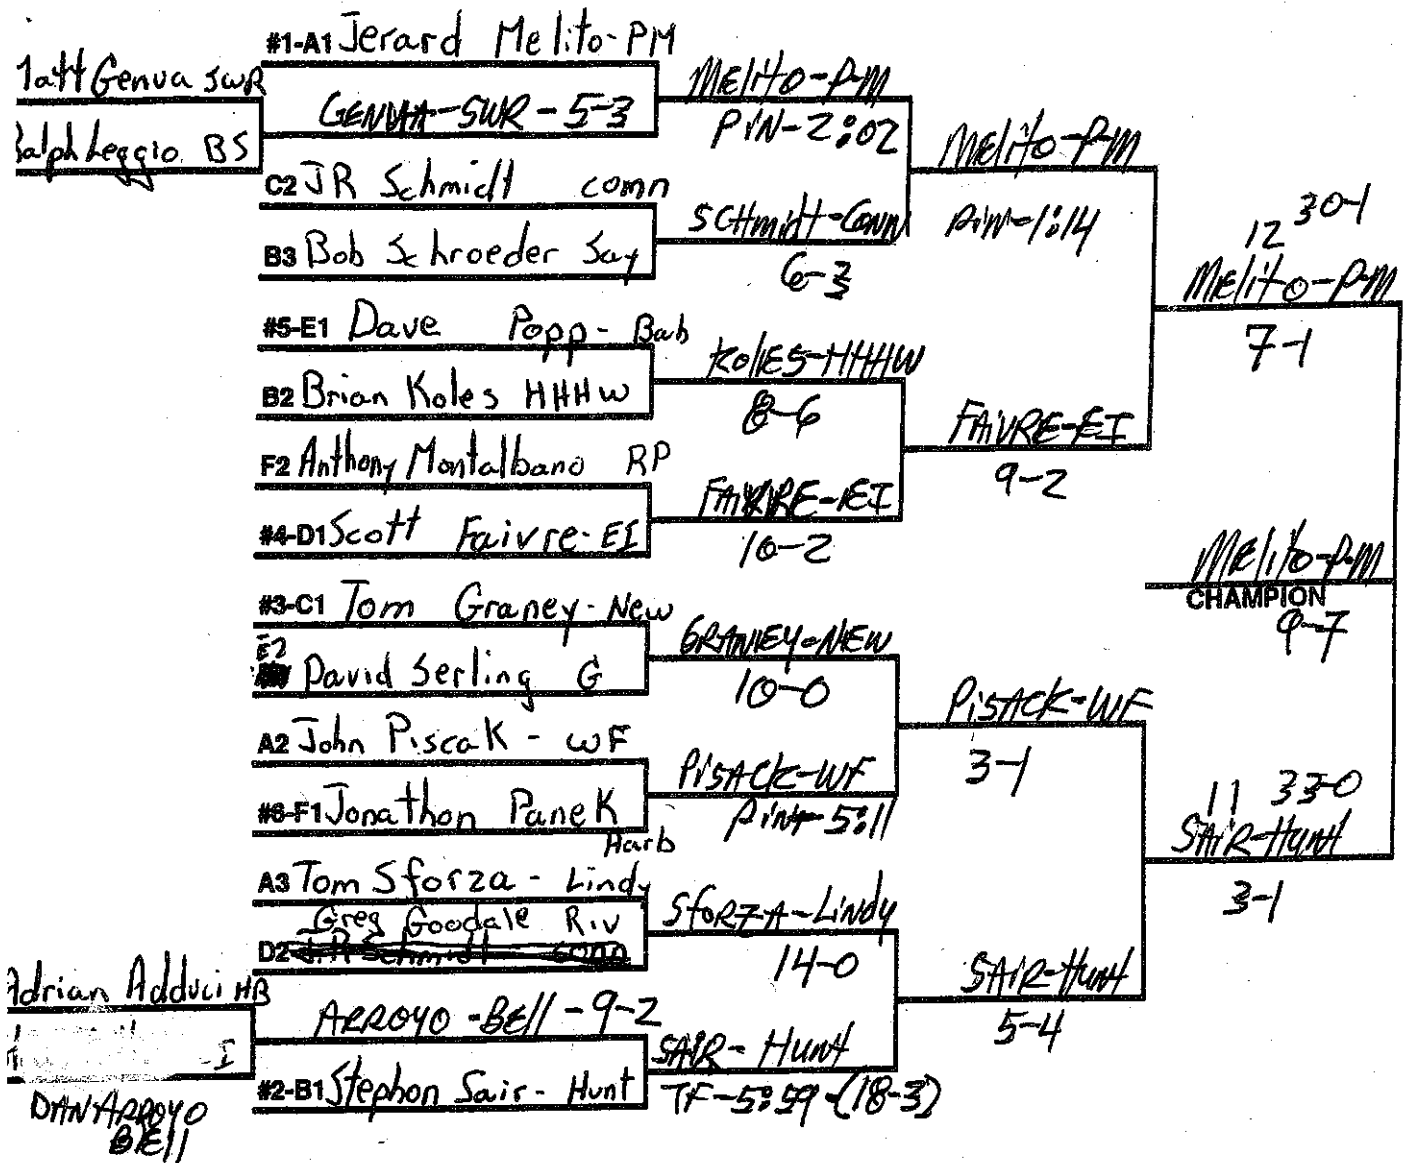 #1-A1 Jerard Melito-PM
Matt Genva SWR
GENVA-SWR-5-3
Ralph Leggio BS
MElito-P-M
PiN-2:02
C2 JR Schmidt conn
B3 Bob Schroeder Say
SCHmidt-Conn
6-3
MElito-P-M
PiN-1:14
#5-E1 Dave Popp-Bab
B2 Brian Koles HHHW
KolES-HHHW
8-6
F2 Anthony Montalbano RP
#4-D1 Scott Faivre-EI
FAIVRE-EI
10-2
FAiVRE-EI
9-2
12 30-1
MElito-P-M
7-1
#3-C1 Tom Graney-New
E2 David Serling G
GRANEY-NEW
10-0
A2 John Piscak - WF
#6-F1 Jonathon Panek
Harb
PiSACK-WF
Pin-5:11
PiSACK-WF
3-1
MElito-P-M
CHAMPION
9-7
A3 Tom Sforza - Lindy
Greg Goodale Riv
D2 J.R Schmidt conn
SfoRZA-Lindy
14-0
Adrian Adduci HB
-I
DAN ARROYO
BEll
ARROYO-BEll-9-2
#2-B1 Stephon Sair-Hunt
SAIR-Hunt
TF-5:59-(18-3)
SAIR-Hunt
5-4
11 33-0
SAIR-Hunt
3-1